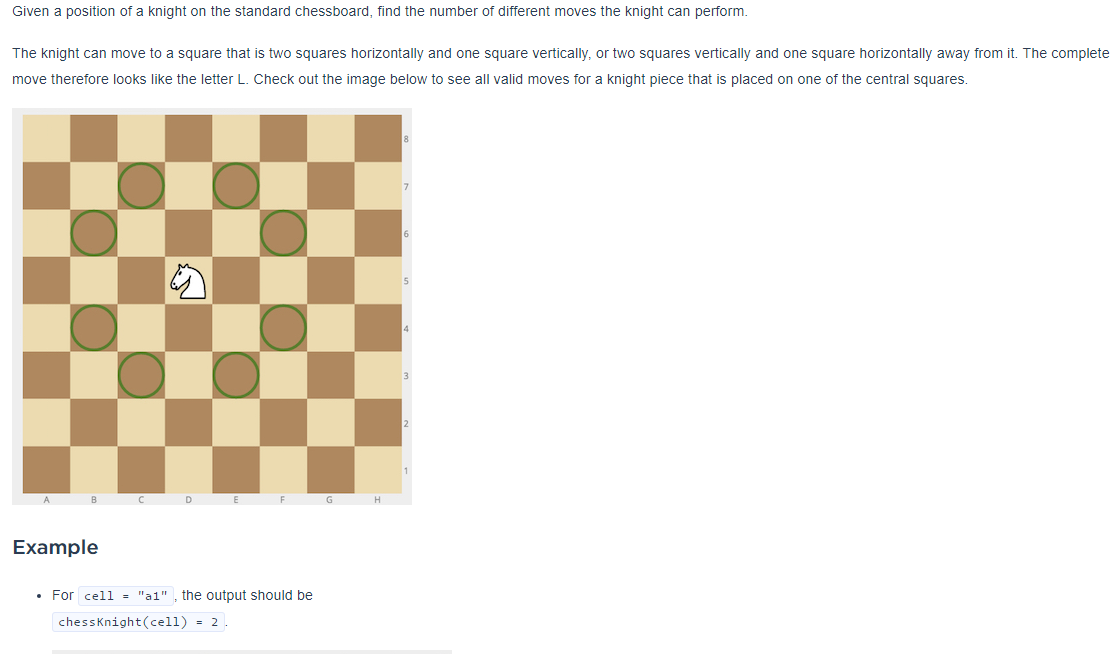 Given a position of a knight on the standard chessboard, find the number of different moves the knight can perform.
The knight can move to a square that is two squares horizontally and one square vertically, or two squares vertically and one square horizontally away from it. The complete
move therefore looks like the letter L. Check out the image below to see all valid moves for a knight piece that is placed on one of the central squares.
8
7
6
5
4
3
2
1
A B C D E F G H
Example
• For cell = "a1" , the output should be
chessKnight(cell) = 2 .